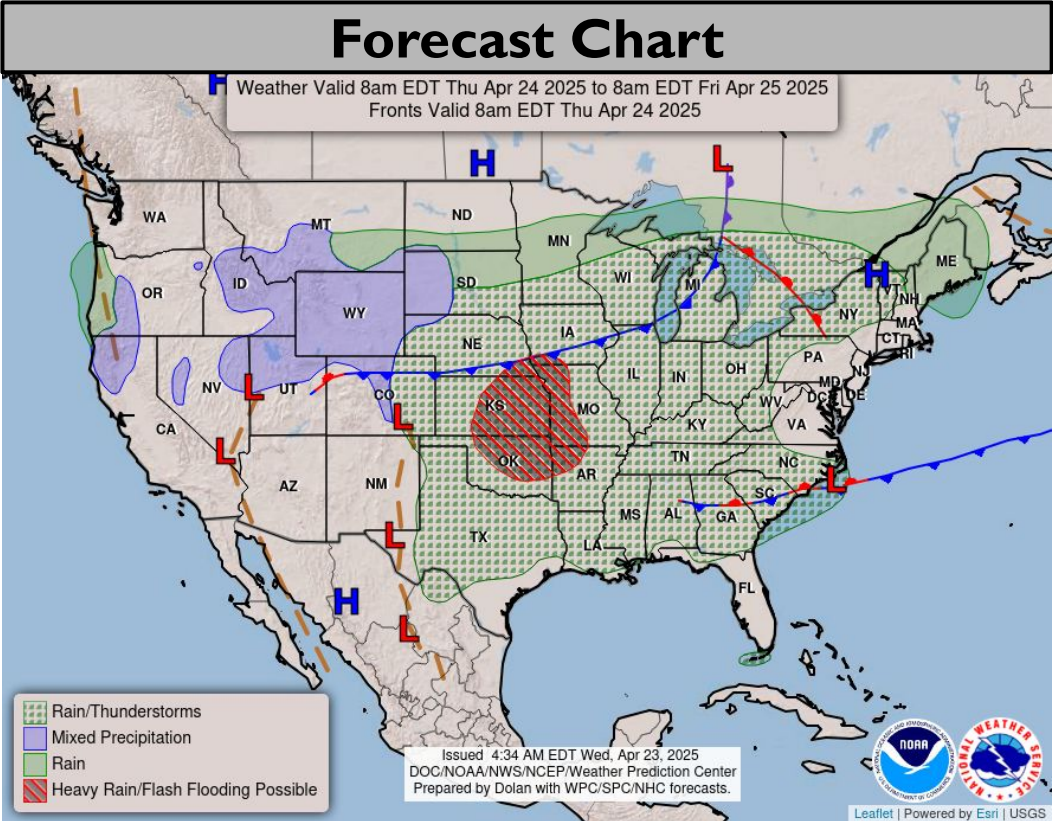 Forecast Chart
Weather Valid 8am EDT Thu Apr 24 2025 to 8am EDT Fri Apr 25 2025
Fronts Valid 8am EDT Thu Apr 24 2025
H
H
L
WA
MT
ND
MN
OR
ID
WY
SD
WI
MI
H
ME
VT
NH
NY
MA
CT
RI
NV
UT
CO
NE
IA
IL
IN
OH
PA
NJ
MD
DE
DC
WV
VA
L
L
L
CA
KS
MO
KY
AZ
NM
OK
AR
TN
NC
L
SC
MS
AL
GA
L
TX
LA
H
L
FL
Rain/Thunderstorms
Mixed Precipitation
Rain
Heavy Rain/Flash Flooding Possible
Issued 4:34 AM EDT Wed, Apr 23, 2025
DOC/NOAA/NWS/NCEP/Weather Prediction Center
Prepared by Dolan with WPC/SPC/NHC forecasts.
NOAA
NATIONAL WEATHER SERVICE
Leaflet | Powered by Esri | USGS